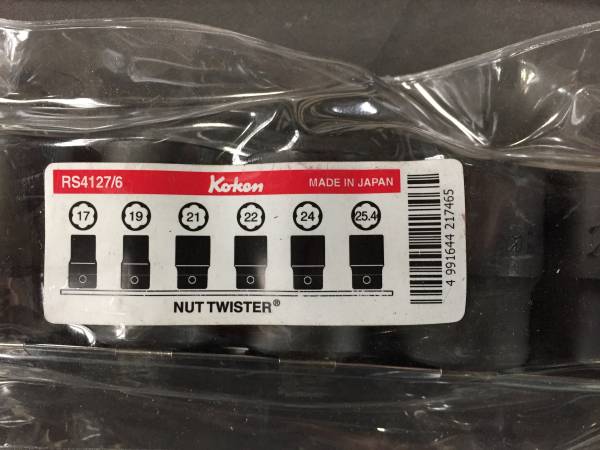 RS4127/6 Koken MADE IN JAPAN
17 19 21 22 24 25.4
NUT TWISTER®
4 991644 217465